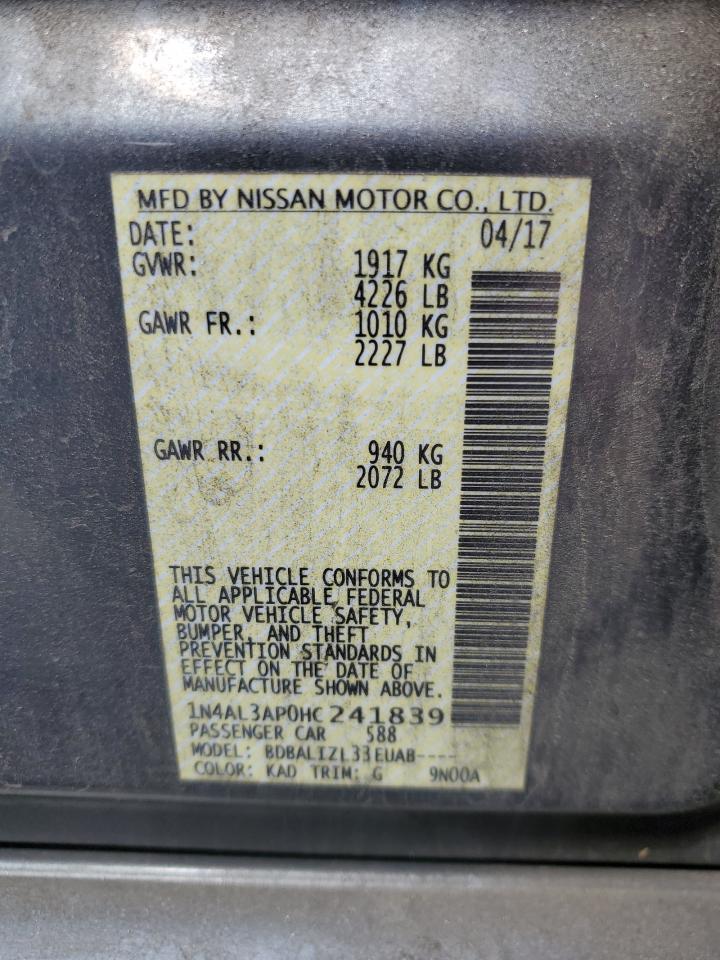 MFD BY NISSAN MOTOR CO., LTD.
DATE: 04/17
GVWR: 1917 KG
4226 LB
GAWR FR.: 1010 KG
2227 LB
GAWR RR.: 940 KG
2072 LB
THIS VEHICLE CONFORMS TO
ALL APPLICABLE FEDERAL
MOTOR VEHICLE SAFETY,
BUMPER, AND THEFT
PREVENTION STANDARDS IN
EFFECT ON THE DATE OF
MANUFACTURE SHOWN ABOVE.
1N4AL3AP0HC241839
PASSENGER CAR 588
MODEL: BDBALIZL33EUAB----
COLOR: KAD TRIM: G 9N00A